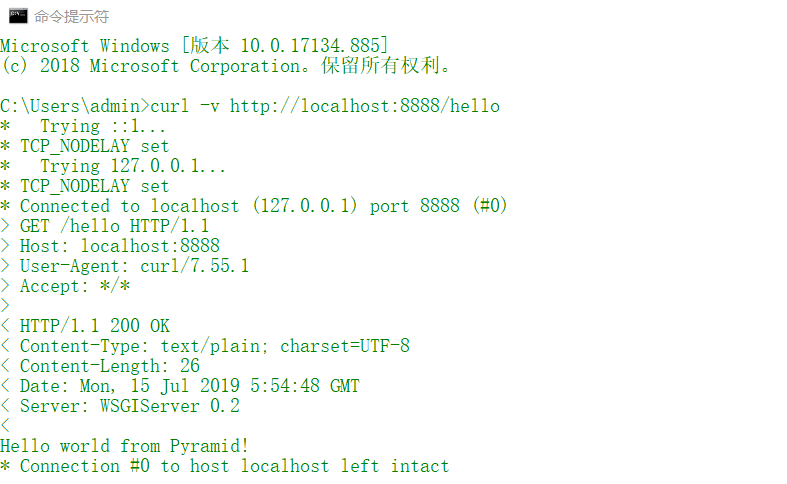 命令提示符
Microsoft Windows [版本 10.0.17134.885]
(c) 2018 Microsoft Corporation。保留所有权利。
C:\Users\admin>curl -v http://localhost:8888/hello
*   Trying ::1...
* TCP_NODELAY set
*   Trying 127.0.0.1...
* TCP_NODELAY set
* Connected to localhost (127.0.0.1) port 8888 (#0)
> GET /hello HTTP/1.1
> Host: localhost:8888
> User-Agent: curl/7.55.1
> Accept: */*
>
< HTTP/1.1 200 OK
< Content-Type: text/plain; charset=UTF-8
< Content-Length: 26
< Date: Mon, 15 Jul 2019 5:54:48 GMT
< Server: WSGIServer 0.2
<
Hello world from Pyramid!
* Connection #0 to host localhost left intact